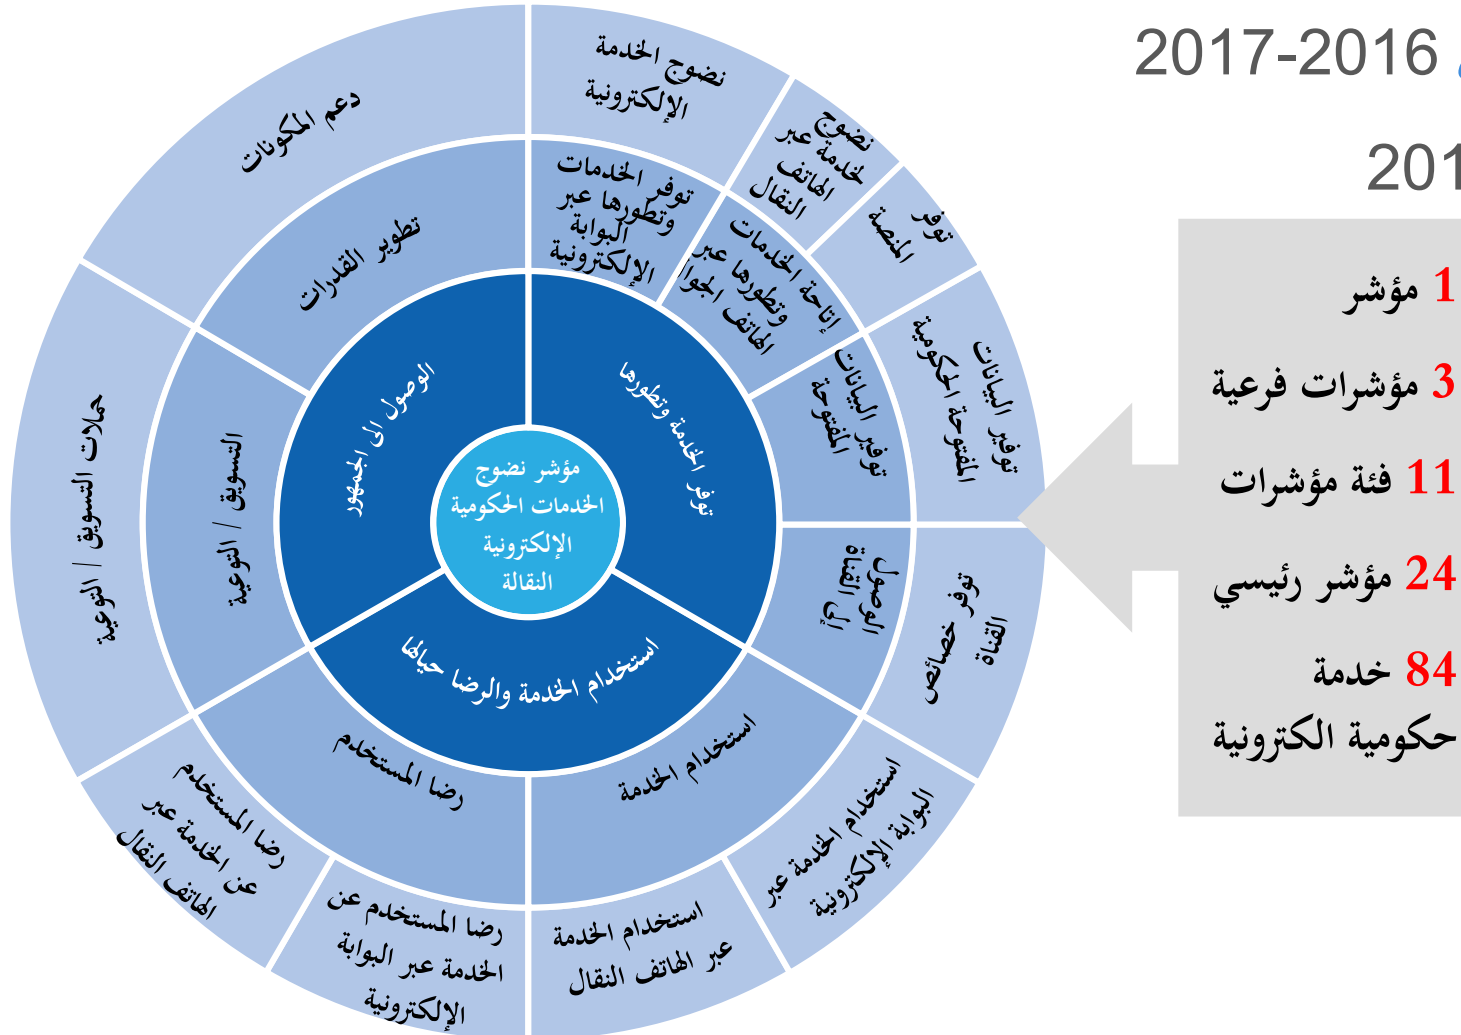 2017-2016
201
1 مؤشر
3 مؤشرات فرعية
11 فئة مؤشرات
24 مؤشر رئيسي
84 خدمة
حكومية الكترونية
مؤشر نضوج
الخدمات الحكومية
الإلكترونية
النقالة
توفر الخدمة وتطورها
استخدام الخدمة والرضا حيالها
الوصول الى الجمهور
توفر الخدمات
وتطورها عبر
البوابة
الإلكترونية
إتاحة الخدمات
وتطورها عبر
الهاتف الجوا
توفير البيانات
المفتوحة
الوصول
إلى القناة
استخدام الخدمة
رضا المستخدم
التسويق / التوعية
تطوير القدرات
نضوج الخدمة
الإلكترونية
نضوج
لخدمة عبر
الهاتف
النقال
توفر
المنصة
توفير البيانات
المفتوحة الحكومية
توفر خصائص
القناة
استخدام الخدمة عبر
البوابة الإلكترونية
استخدام الخدمة
عبر الهاتف النقال
رضا المستخدم عن
الخدمة عبر البوابة
الإلكترونية
رضا المستخدم
عن الخدمة عبر
الهاتف النقال
حملات التسويق / التوعية
دعم المكونات